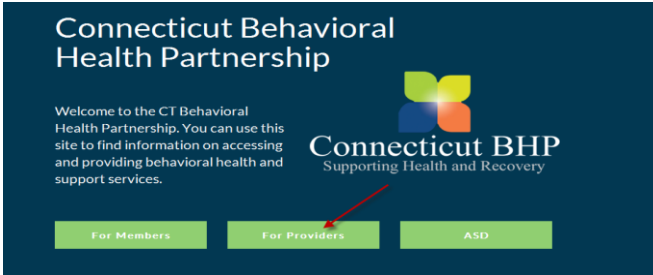 Connecticut Behavioral
Health Partnership
Welcome to the CT Behavioral
Health Partnership. You can use this
site to find information on accessing
and providing behavioral health and
support services.
Connecticut BHP
Supporting Health and Recovery
For Members
For Providers
ASD